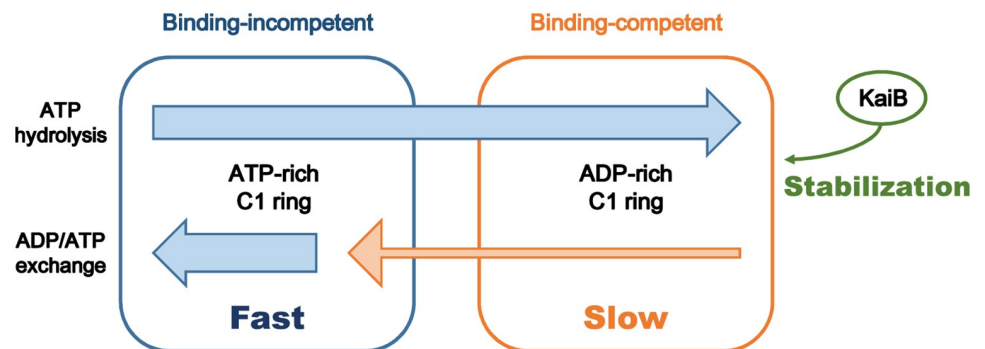 Binding-incompetent
Binding-competent
ATP
hydrolysis
KaiB
ATP-rich
C1 ring
ADP-rich
C1 ring
Stabilization
ADP/ATP
exchange
Fast
Slow